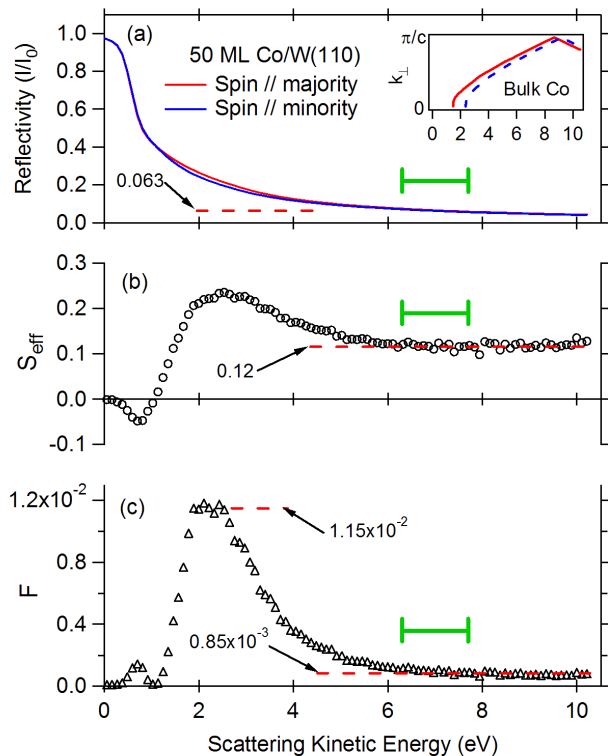 (a)
50 ML Co/W(110)
Spin // majority
Spin // minority
Reflectivity (I/I₀)
1.0
0.8
0.6
0.4
0.2
0.0
0.063
π/c
k⊥
0
Bulk Co
0 2 4 6 8 10
(b)
S_eff
0.3
0.2
0.1
0.0
-0.1
0.12
(c)
F
1.2x10⁻²
0.8
0.4
0.0
1.15x10⁻²
0.85x10⁻³
0 2 4 6 8 10
Scattering Kinetic Energy (eV)